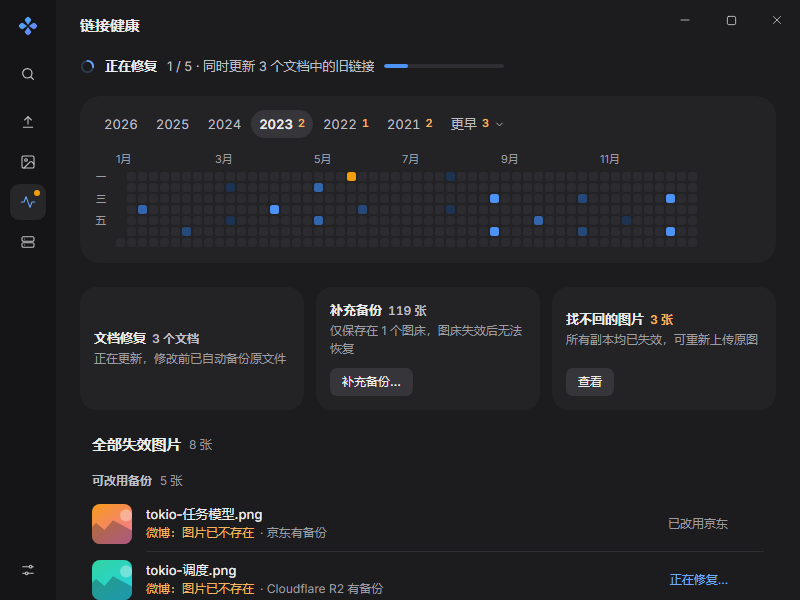 链接健康
正在修复 1 / 5 · 同时更新 3 个文档中的旧链接
2026 2025 2024 2023 2 2022 1 2021 2 更早 3
1月 3月 5月 7月 9月 11月
一
三
五
文档修复 3 个文档
正在更新，修改前已自动备份原文件
补充备份 119 张
仅保存在 1 个图床，图床失效后无法
恢复
补充备份...
找不回的图片 3 张
所有副本均已失效，可重新上传原图
查看
全部失效图片 8 张
可改用备份 5 张
tokio-任务模型.png
微博：图片已不存在 · 京东有备份
已改用京东
tokio-调度.png
微博：图片已不存在 · Cloudflare R2 有备份
正在修复...